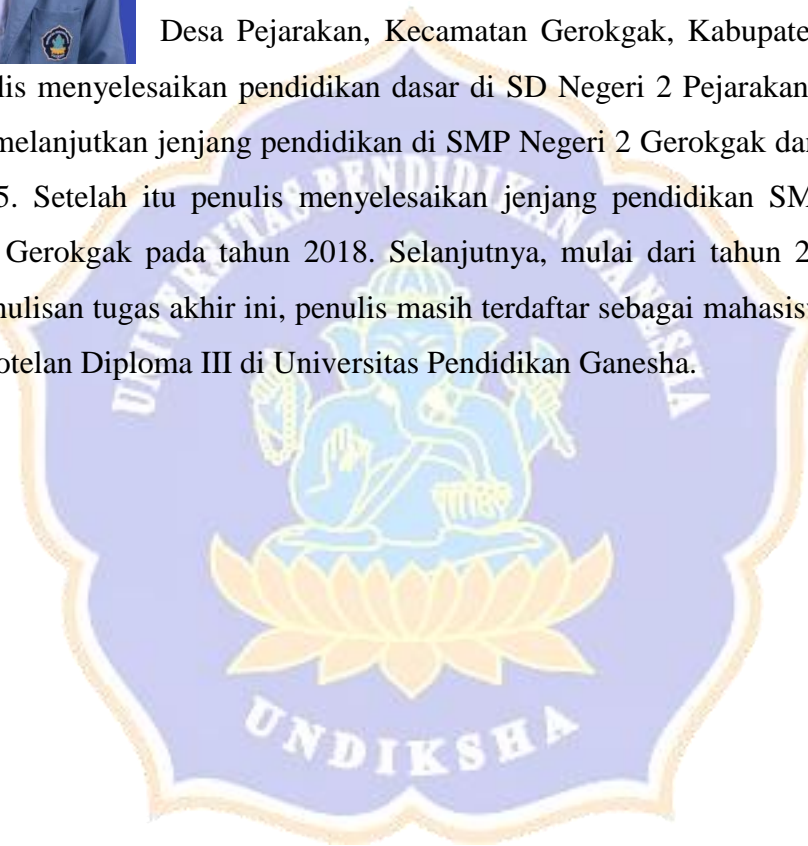 Desa Pejarakan, Kecamatan Gerokgak, Kabupate
lis menyelesaikan pendidikan dasar di SD Negeri 2 Pejarakan
melanjutkan jenjang pendidikan di SMP Negeri 2 Gerokgak dan
5. Setelah itu penulis menyelesaikan jenjang pendidikan SM
Gerokgak pada tahun 2018. Selanjutnya, mulai dari tahun 2
nulisan tugas akhir ini, penulis masih terdaftar sebagai mahasis
otelan Diploma III di Universitas Pendidikan Ganesha.
UNIVERSITAS PENDIDIKAN GANESHA
UNDIKSHA